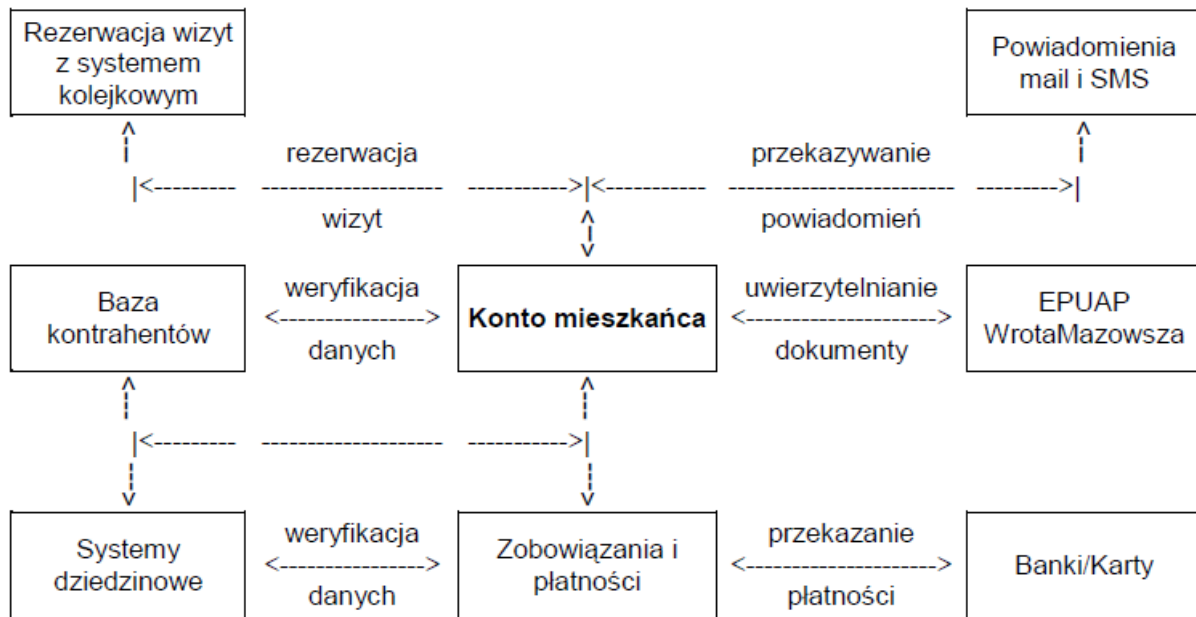 Rezerwacja wizyt
z systemem
kolejkowym
Powiadomienia
mail i SMS
rezerwacja
przekazywanie
|<--------- -------------------- ----------->|<----------- ------------------------- --------->|
wizyt
powiadomień
Baza
kontrahentów
weryfikacja
<---------------->
danych
Konto mieszkańca
uwierzytelnianie
<--------------------->
dokumenty
EPUAP
WrotaMazowsza
|<--------- -------------------- ----------->|
Systemy
dziedzinowe
weryfikacja
<---------------->
danych
Zobowiązania i
płatności
przekazanie
<--------------------->
płatności
Banki/Karty